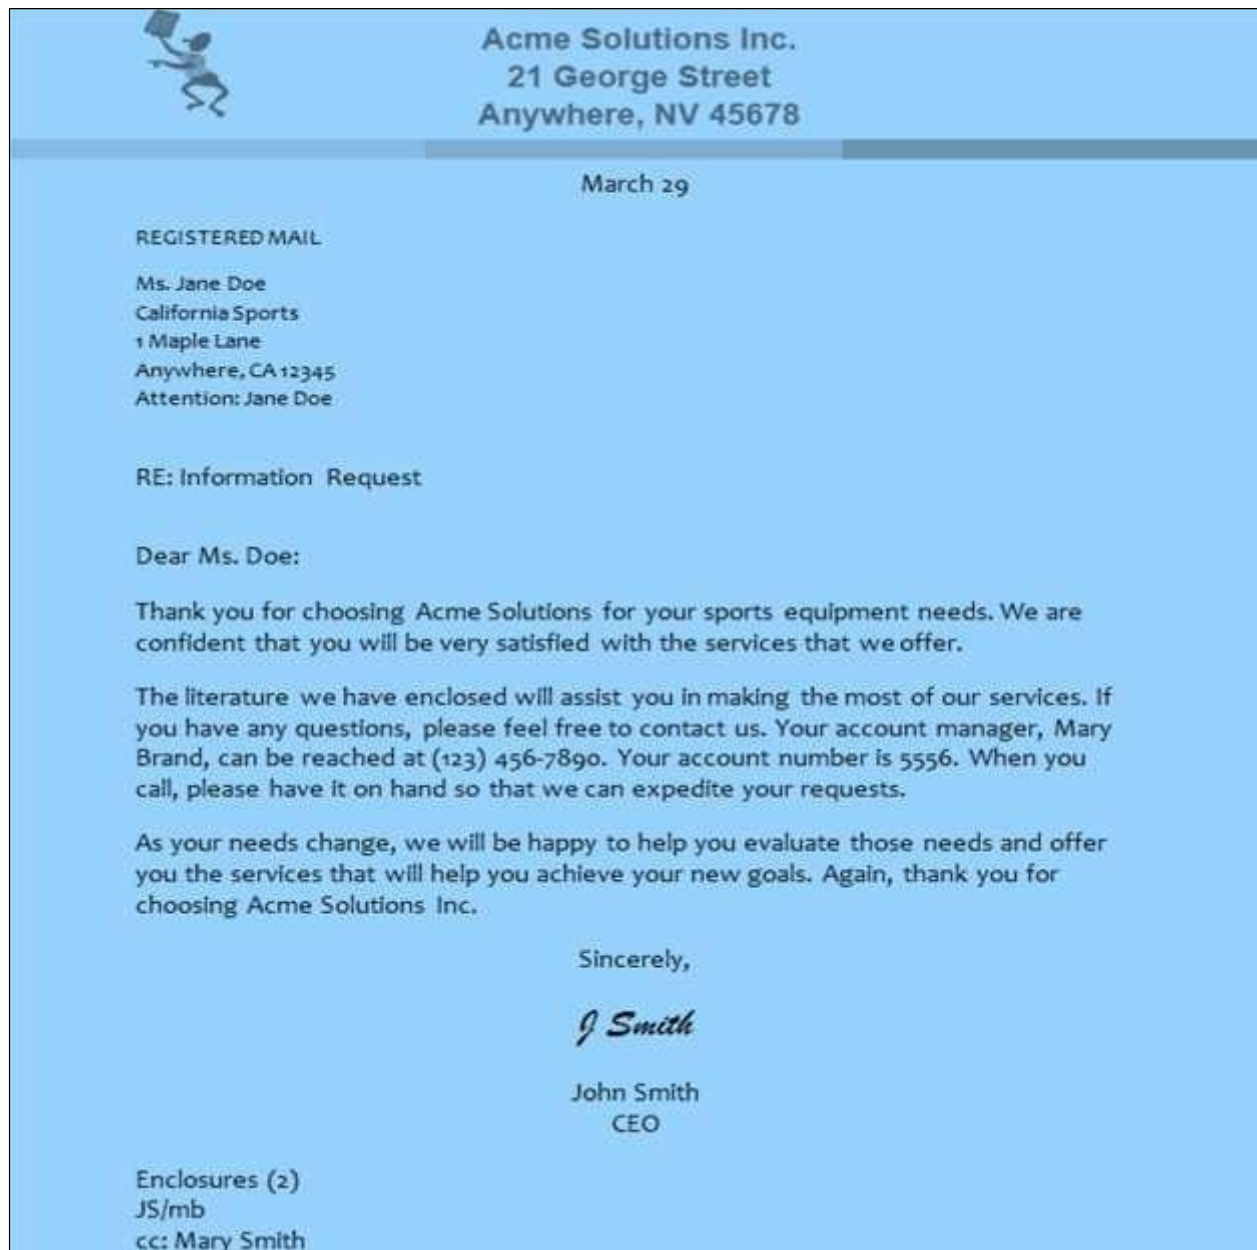 Acme Solutions Inc.
21 George Street
Anywhere, NV 45678
March 29
REGISTERED MAIL
Ms. Jane Doe
California Sports
1 Maple Lane
Anywhere, CA 12345
Attention: Jane Doe
RE: Information Request
Dear Ms. Doe:
Thank you for choosing Acme Solutions for your sports equipment needs. We are
confident that you will be very satisfied with the services that we offer.
The literature we have enclosed will assist you in making the most of our services. If
you have any questions, please feel free to contact us. Your account manager, Mary
Brand, can be reached at (123) 456-7890. Your account number is 5556. When you
call, please have it on hand so that we can expedite your requests.
As your needs change, we will be happy to help you evaluate those needs and offer
you the services that will help you achieve your new goals. Again, thank you for
choosing Acme Solutions Inc.
Sincerely,
J Smith
John Smith
CEO
Enclosures (2)
JS/mb
cc: Mary Smith